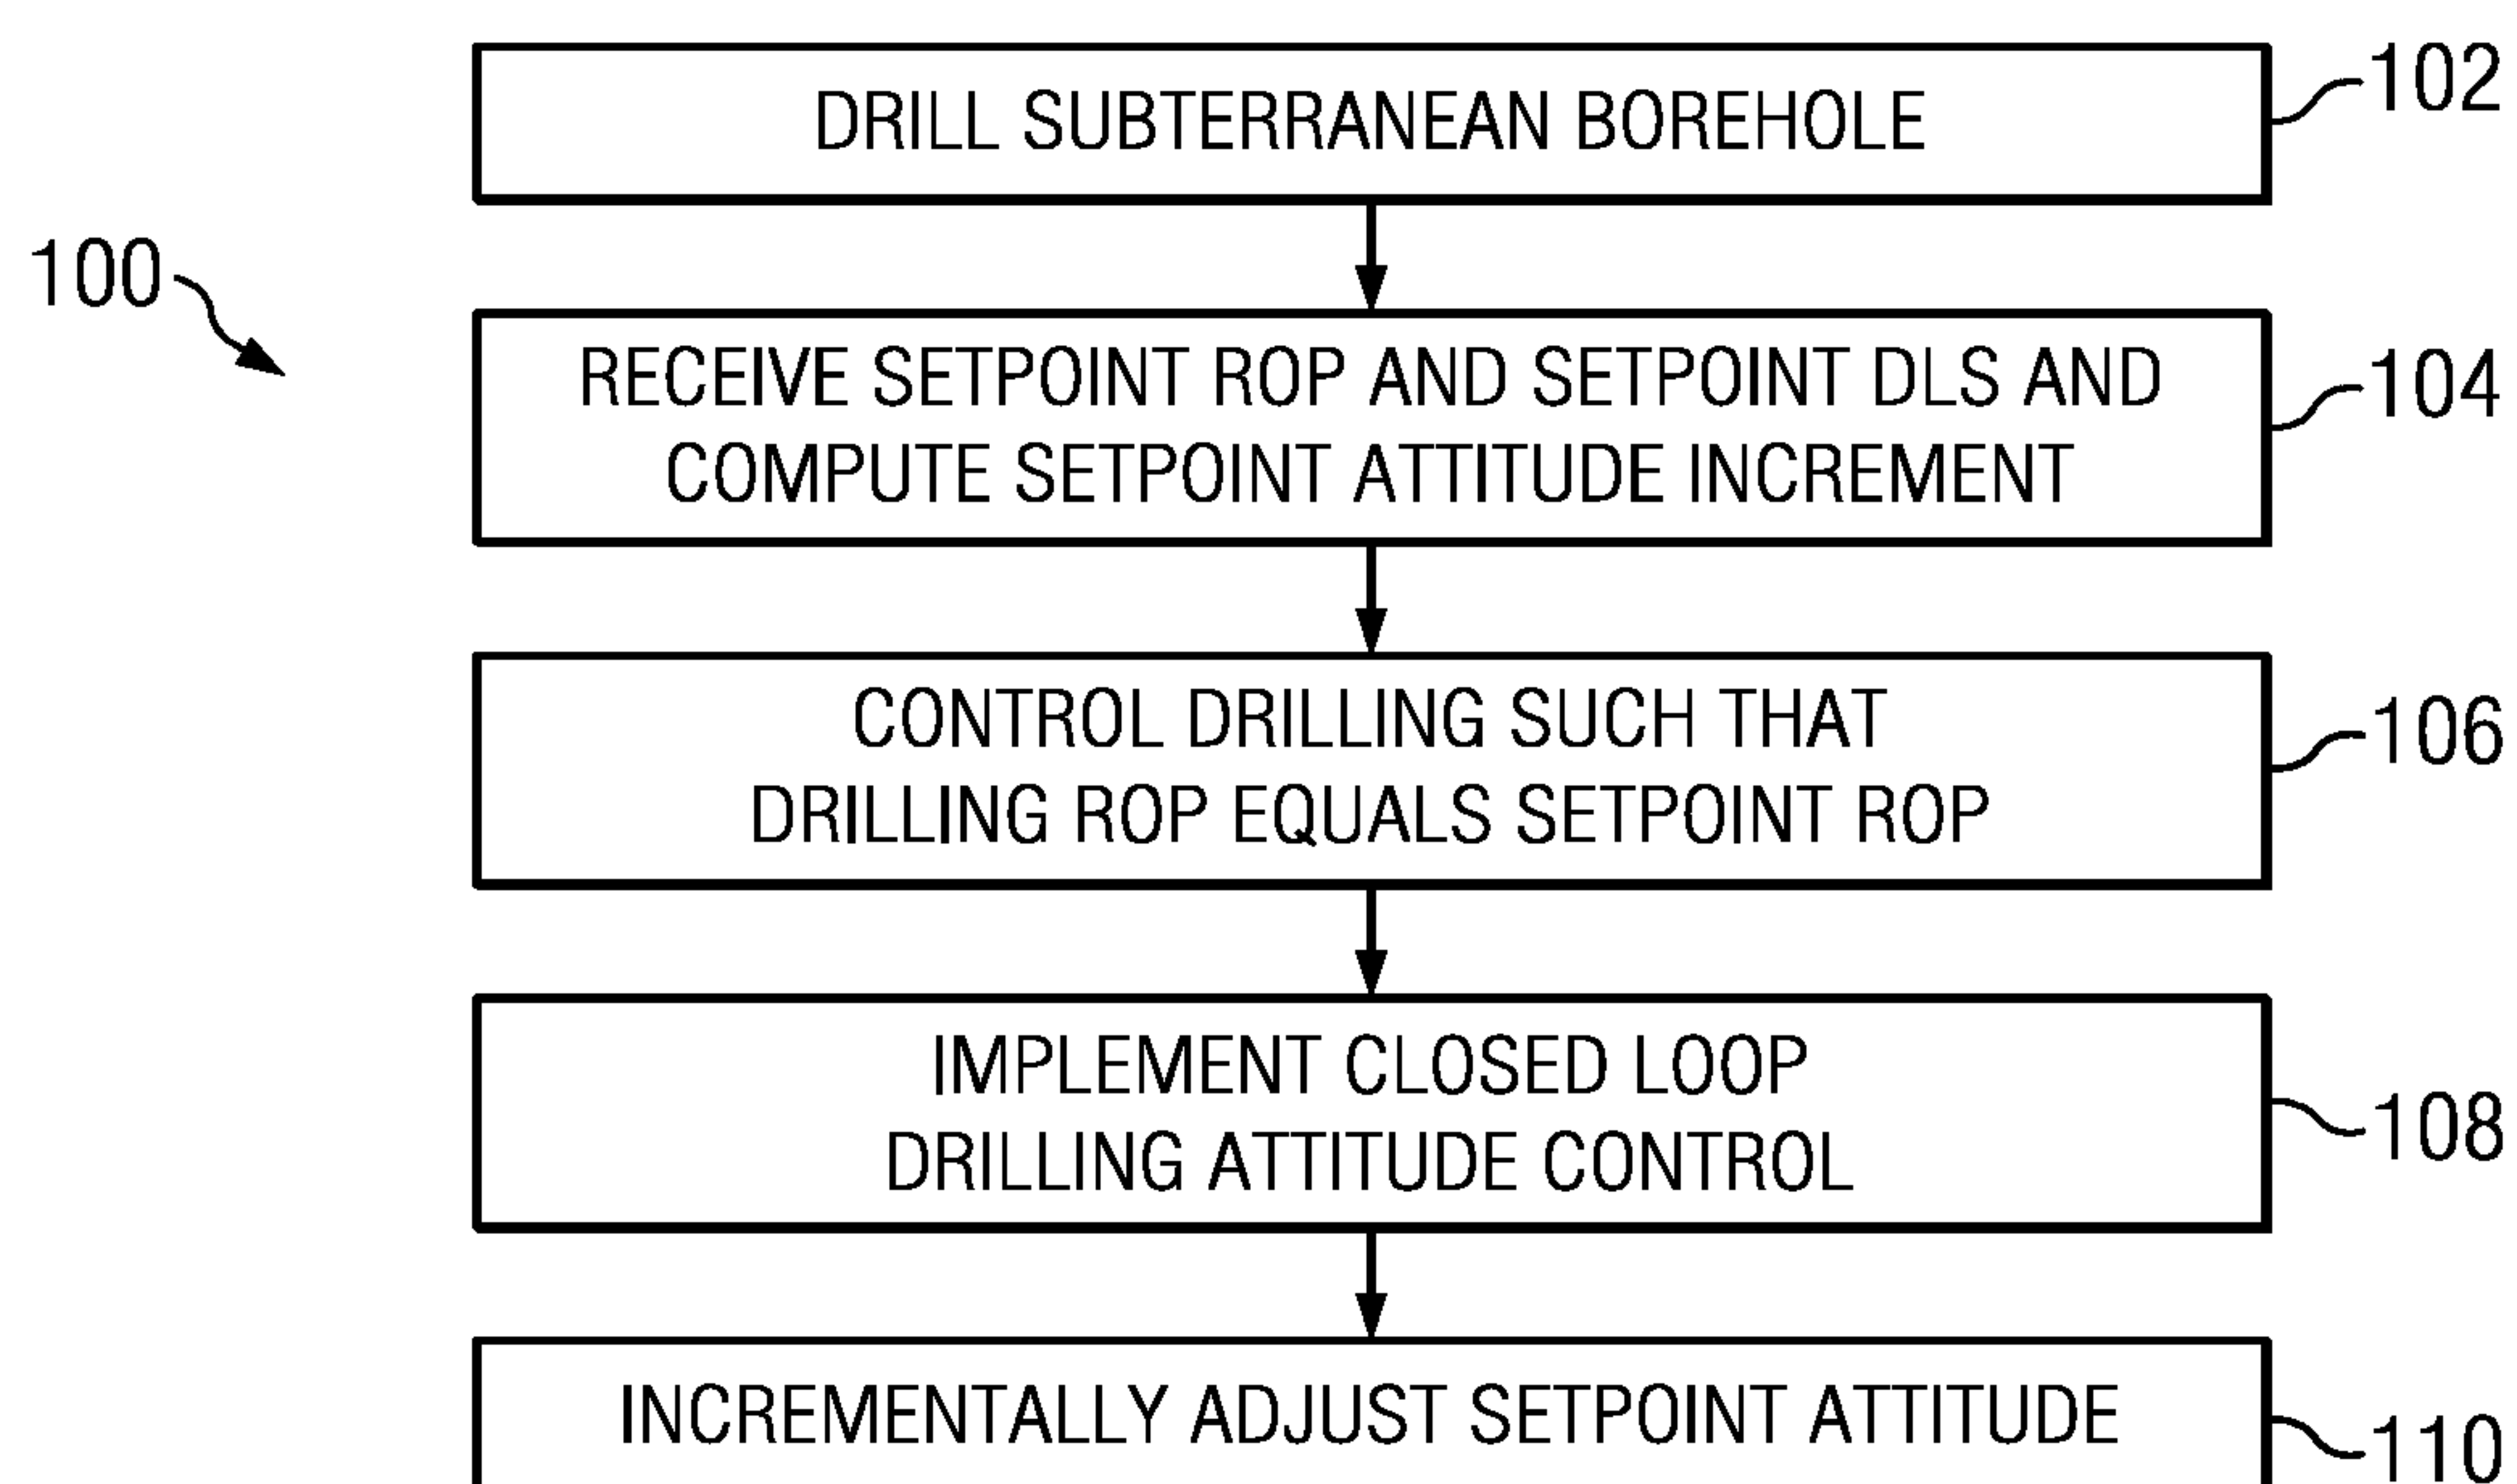 DRILL SUBTERRANEAN BOREHOLE
102
100
RECEIVE SETPOINT ROP AND SETPOINT DLS AND
COMPUTE SETPOINT ATTITUDE INCREMENT
104
CONTROL DRILLING SUCH THAT
DRILLING ROP EQUALS SETPOINT ROP
106
IMPLEMENT CLOSED LOOP
DRILLING ATTITUDE CONTROL
108
INCREMENTALLY ADJUST SETPOINT ATTITUDE
110